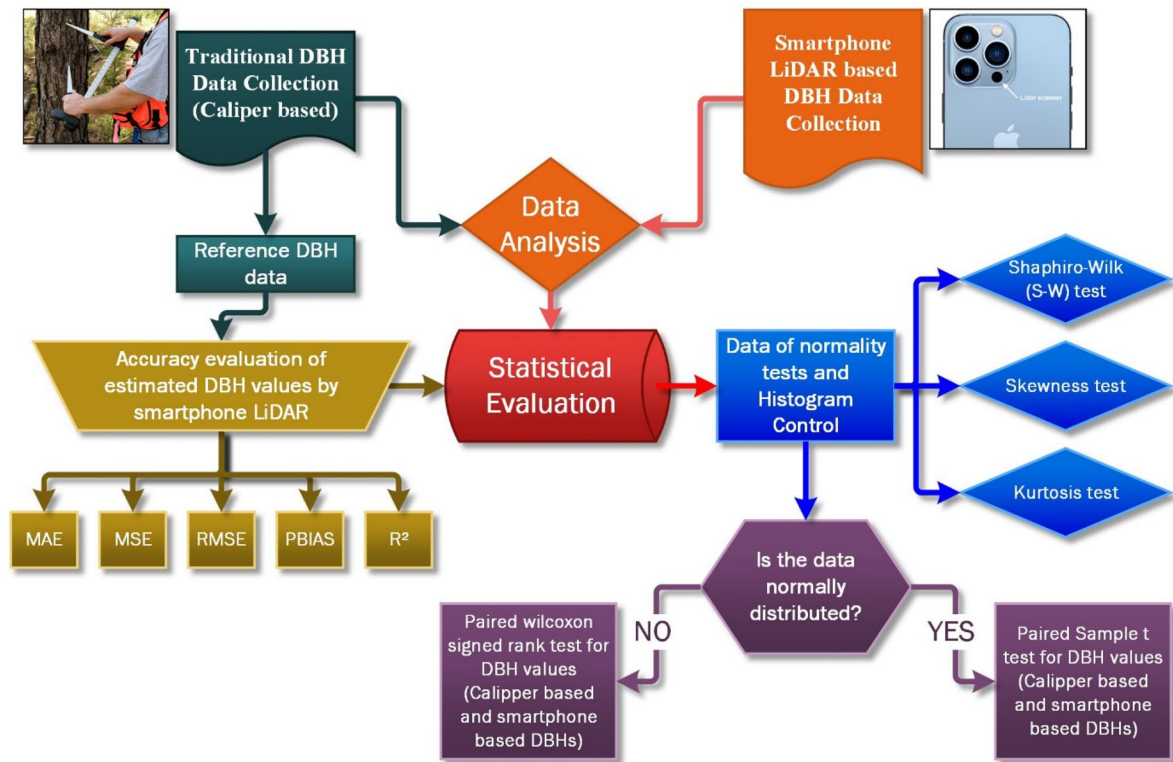 Traditional DBH
Data Collection
(Caliper based)
Smartphone
LiDAR based
DBH Data
Collection
Lidar scanner
Data
Analysis
Reference DBH
data
Shaphiro-Wilk
(S-W) test
Accuracy evaluation of
estimated DBH values by
smartphone LiDAR
Statistical
Evaluation
Data of normality
tests and
Histogram
Control
Skewness test
Kurtosis test
MAE
MSE
RMSE
PBIAS
R²
Is the data
normally
distributed?
NO
YES
Paired wilcoxon
signed rank test for
DBH values
(Calipper based
and smartphone
based DBHs)
Paired Sample t
test for DBH values
(Calipper based
and smartphone
based DBHs)